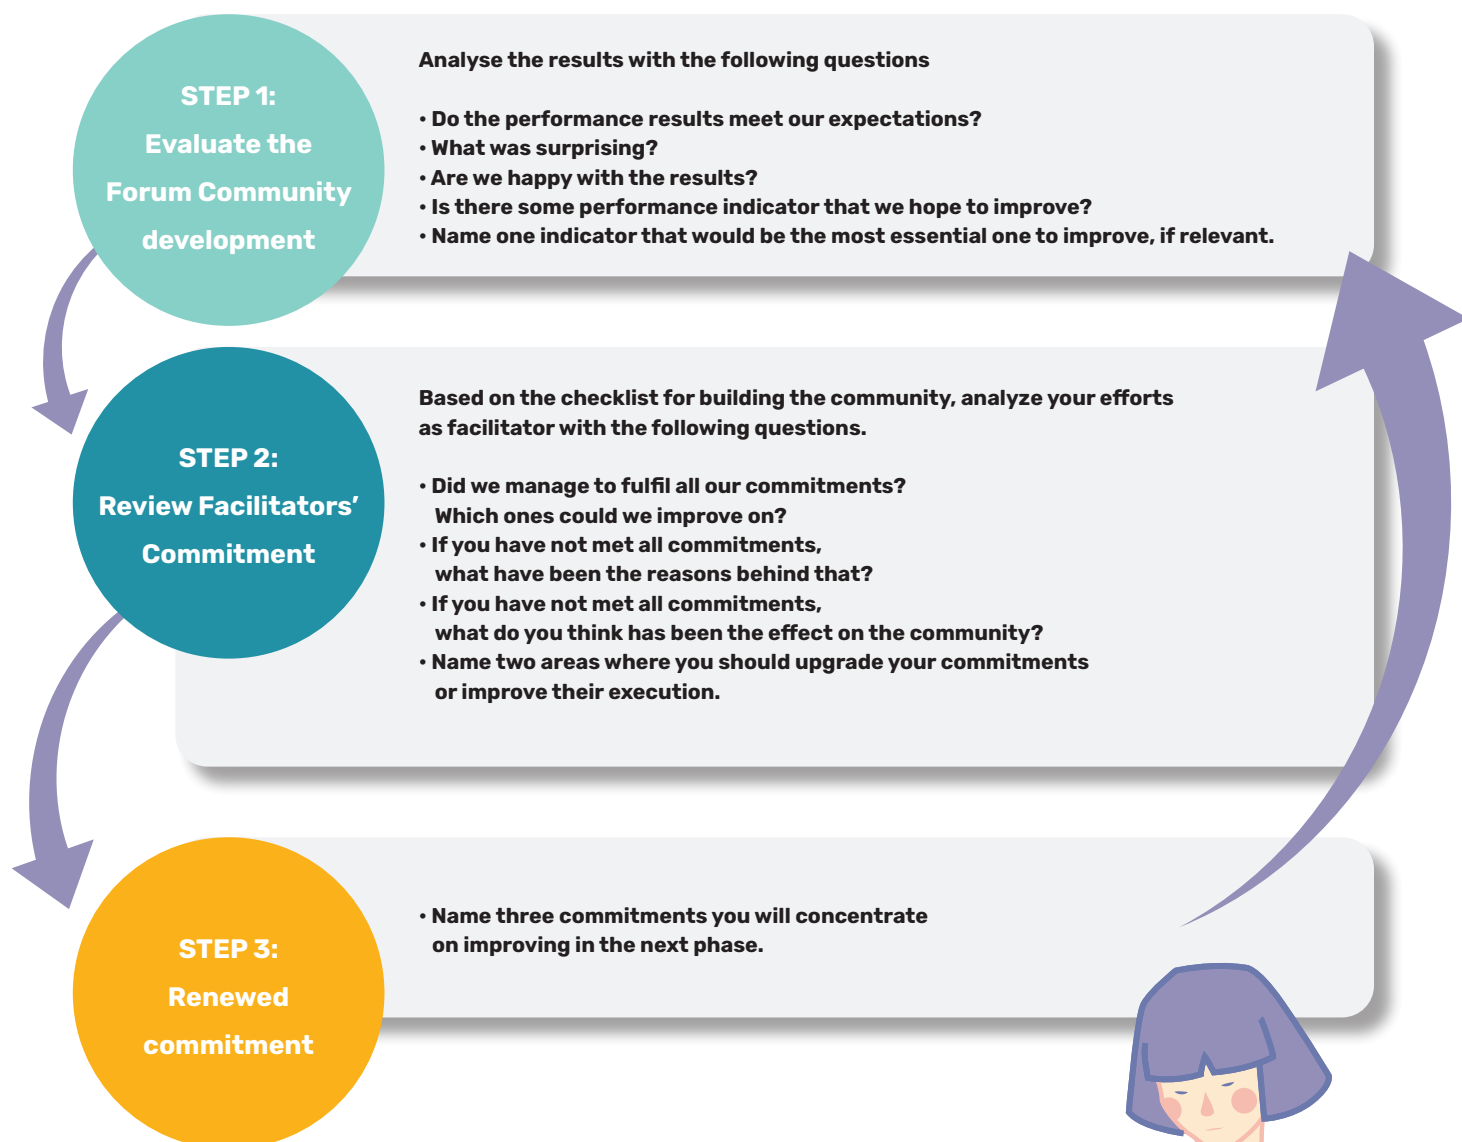 STEP 1:
Evaluate the
Forum Community
development
Analyse the results with the following questions
• Do the performance results meet our expectations?
• What was surprising?
• Are we happy with the results?
• Is there some performance indicator that we hope to improve?
• Name one indicator that would be the most essential one to improve, if relevant.
STEP 2:
Review Facilitators’
Commitment
Based on the checklist for building the community, analyze your efforts
as facilitator with the following questions.
• Did we manage to fulfil all our commitments?
Which ones could we improve on?
• If you have not met all commitments,
what have been the reasons behind that?
• If you have not met all commitments,
what do you think has been the effect on the community?
• Name two areas where you should upgrade your commitments
or improve their execution.
STEP 3:
Renewed
commitment
• Name three commitments you will concentrate
on improving in the next phase.